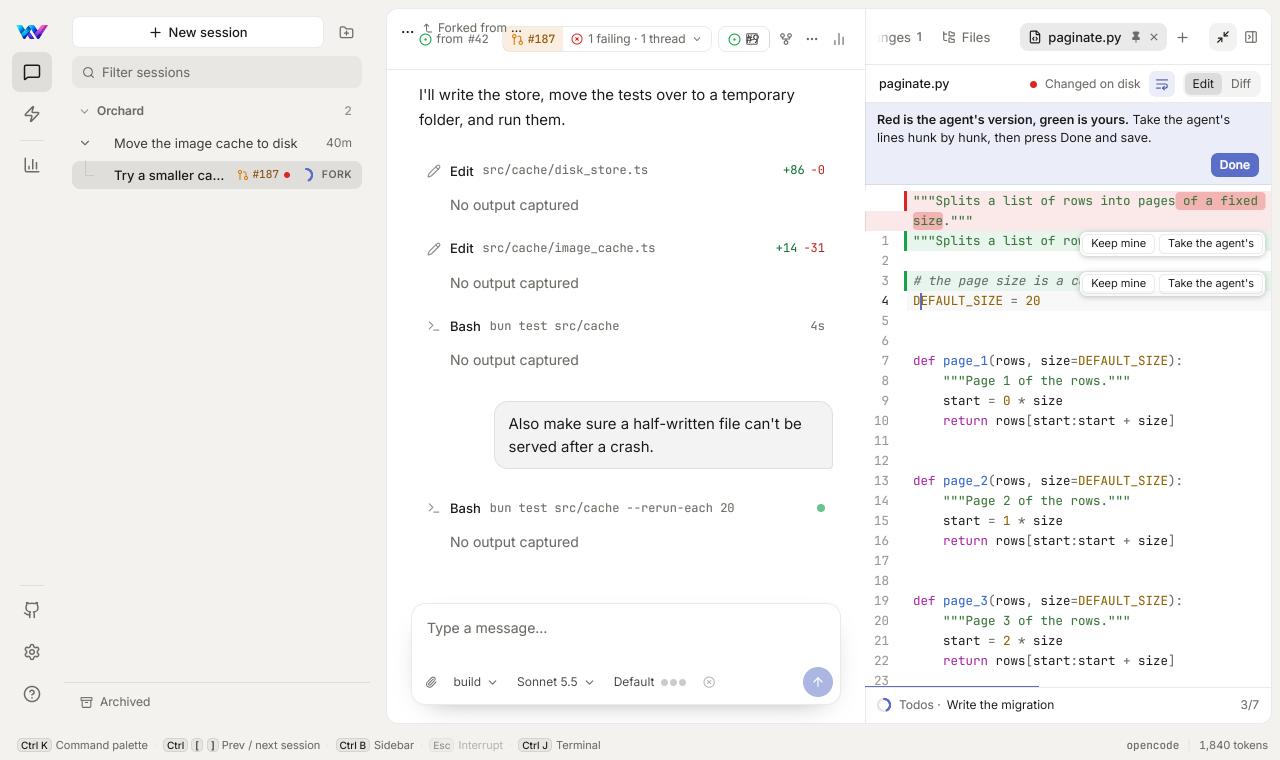 New session
Filter sessions
Orchard 2
Move the image cache to disk 40m
Try a smaller ca... #187 FORK
Archived
Forked from ...
from #42 #187 1 failing · 1 thread
I'll write the store, move the tests over to a temporary
folder, and run them.
Edit src/cache/disk_store.ts +86 -0
No output captured
Edit src/cache/image_cache.ts +14 -31
No output captured
Bash bun test src/cache 4s
No output captured
Also make sure a half-written file can't be
served after a crash.
Bash bun test src/cache --rerun-each 20
No output captured
Type a message...
build Sonnet 5.5 Default
nges 1 Files paginate.py
paginate.py Changed on disk Edit Diff
Red is the agent's version, green is yours. Take the agent's
lines hunk by hunk, then press Done and save.
Done
"""Splits a list of rows into pages of a fixed
size."""
1 """Splits a list of row Keep mine Take the agent's
2
3 # the page size is a c Keep mine Take the agent's
4 DEFAULT_SIZE = 20
5
6
7 def page_1(rows, size=DEFAULT_SIZE):
8 """Page 1 of the rows."""
9 start = 0 * size
10 return rows[start:start + size]
11
12
13 def page_2(rows, size=DEFAULT_SIZE):
14 """Page 2 of the rows."""
15 start = 1 * size
16 return rows[start:start + size]
17
18
19 def page_3(rows, size=DEFAULT_SIZE):
20 """Page 3 of the rows."""
21 start = 2 * size
22 return rows[start:start + size]
23
Todos · Write the migration 3/7
Ctrl K Command palette Ctrl [ ] Prev / next session Ctrl B Sidebar Esc Interrupt Ctrl J Terminal opencode 1,840 tokens